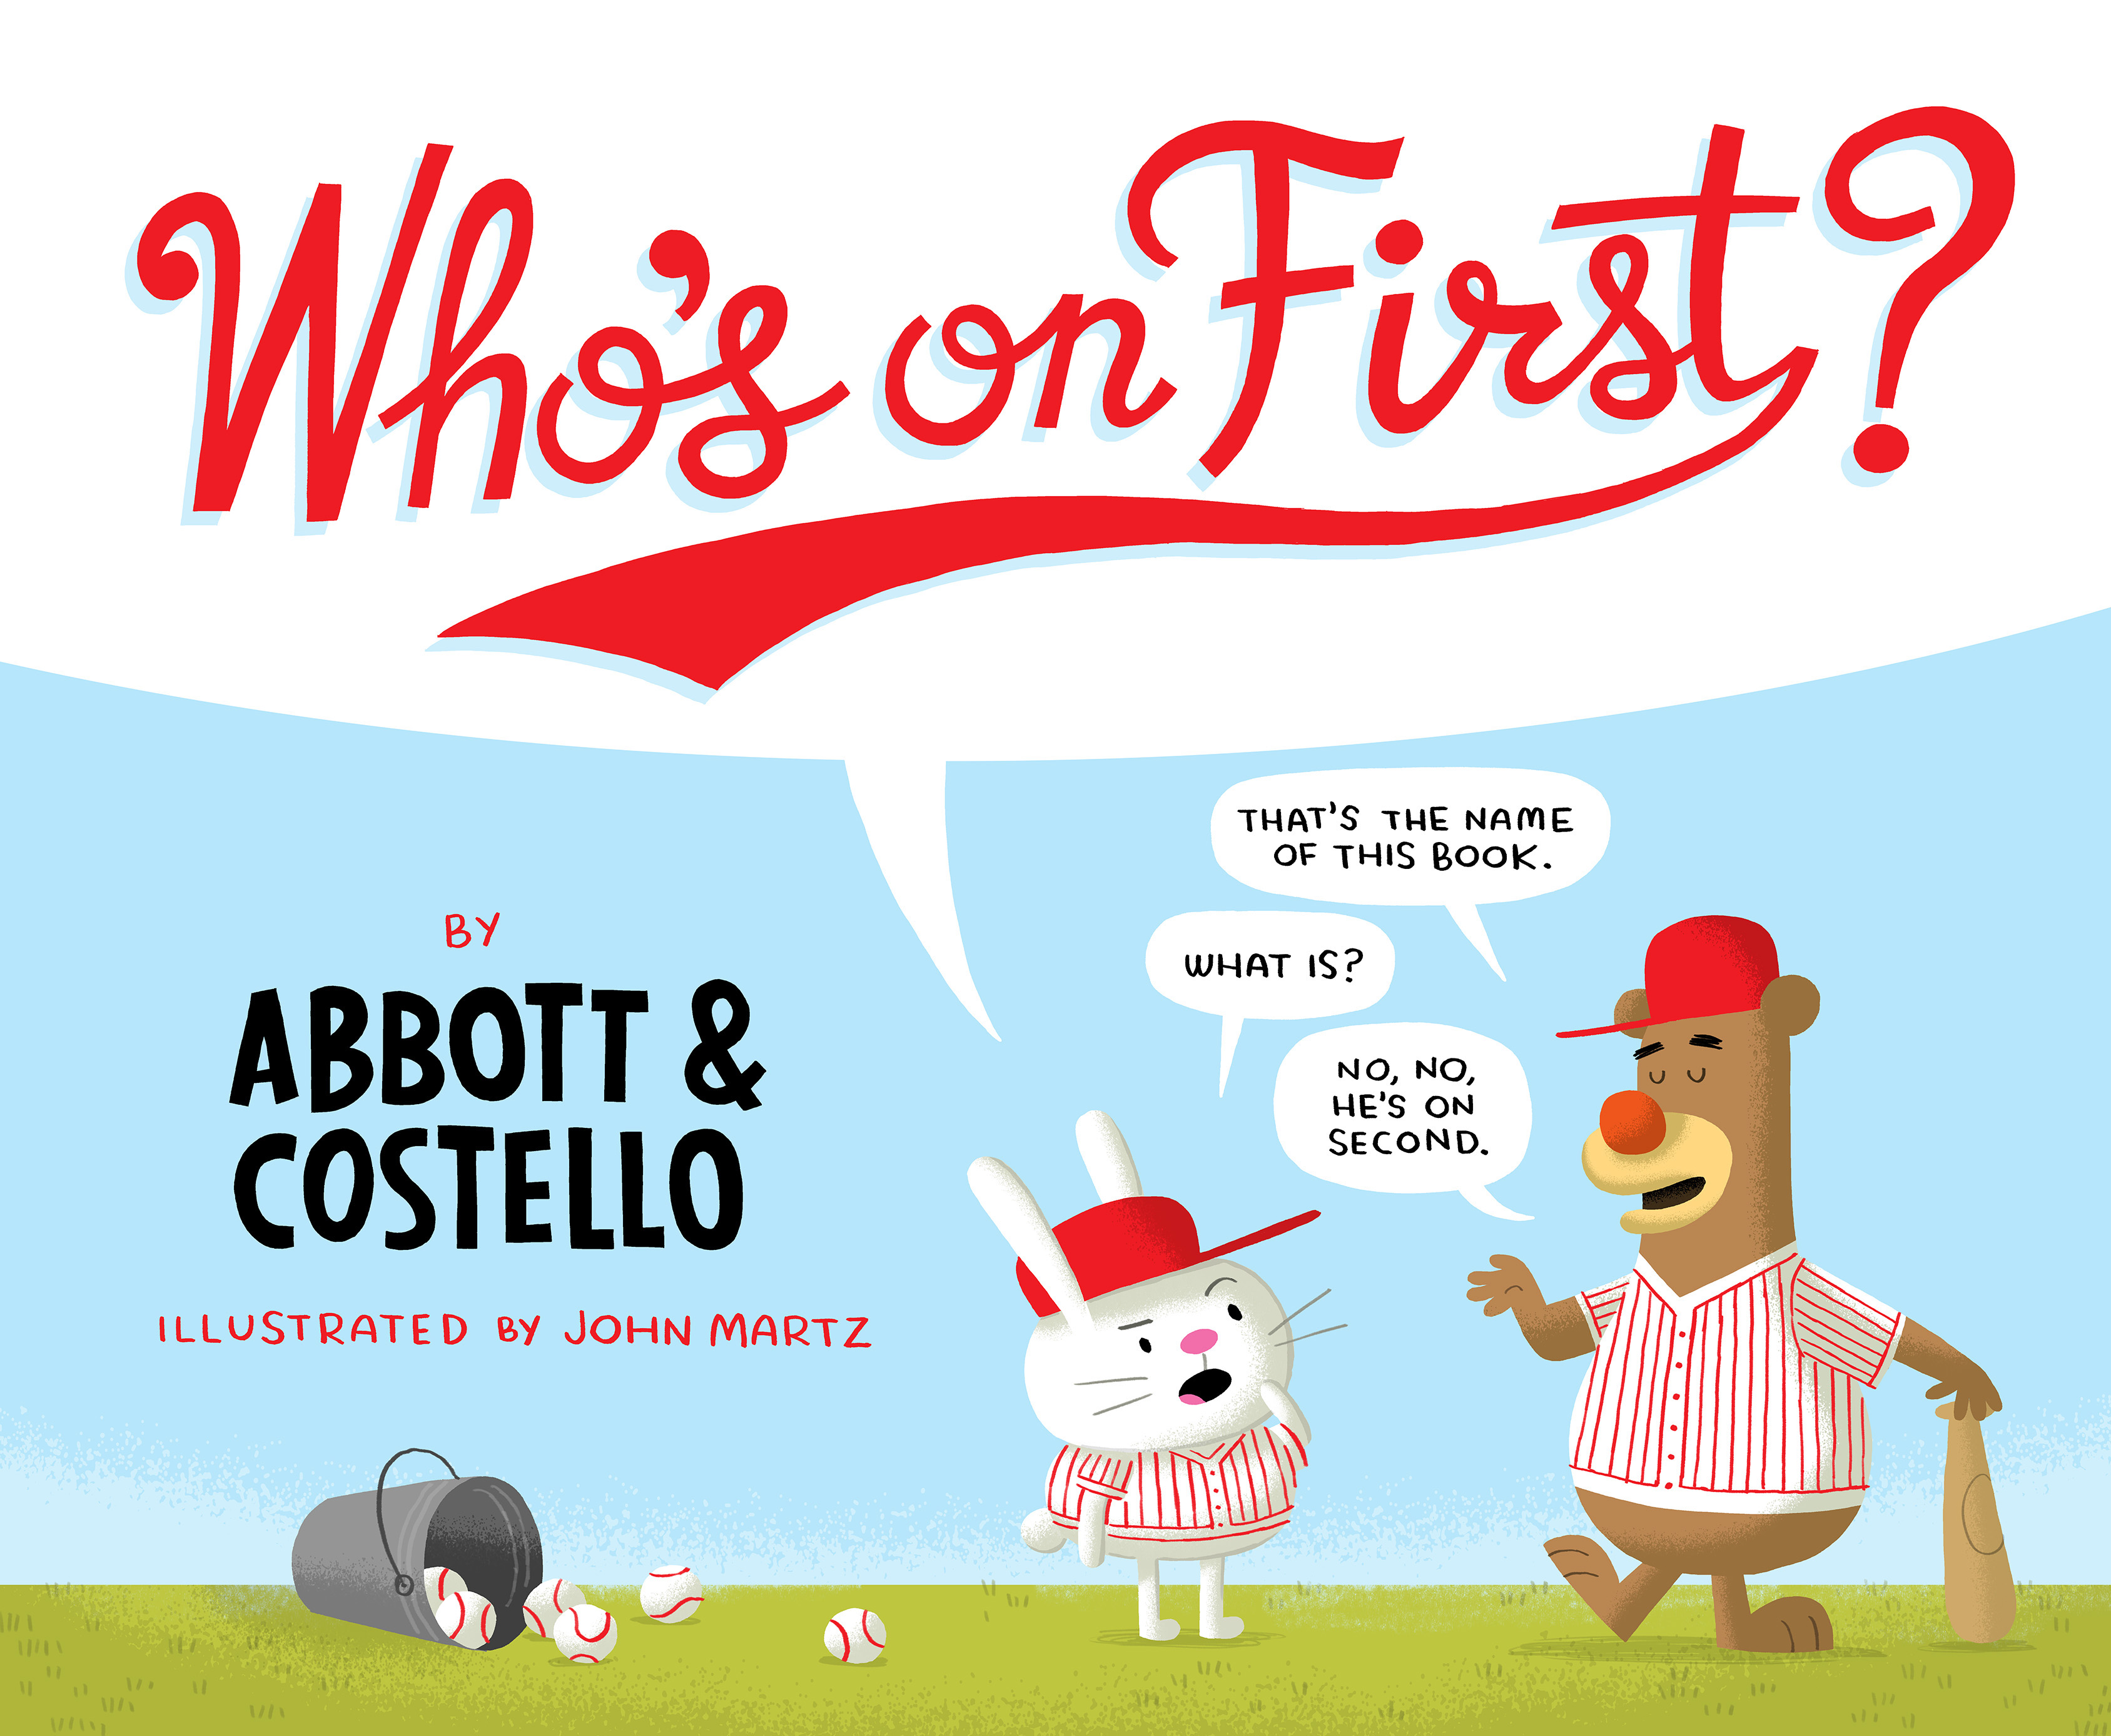 Who's on First?
THAT'S THE NAME
OF THIS BOOK.
WHAT IS?
NO, NO,
HE'S ON
SECOND.
BY
ABBOTT &
COSTELLO
ILLUSTRATED BY JOHN MARTZ